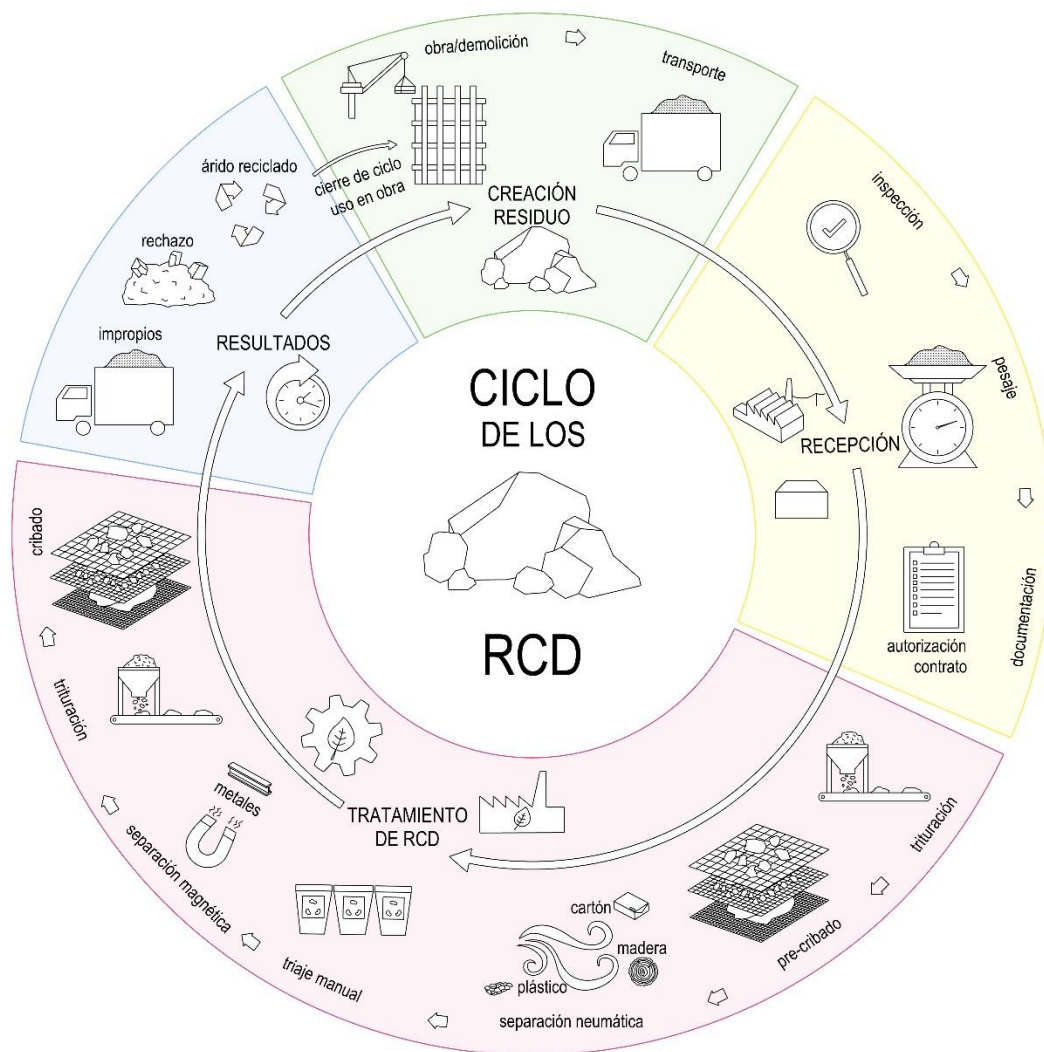 CICLO
DE LOS
RCD
obra/demolición
transporte
CREACIÓN
RESIDUO
inspección
pesaje
RECEPCIÓN
documentación
autorización
contrato
trituración
pre-cribado
cartón
madera
plástico
separación neumática
triaje manual
TRATAMIENTO
DE RCD
metales
separación magnética
trituración
cribado
RESULTADOS
impropios
rechazo
árido reciclado
cierre de ciclo
uso en obra